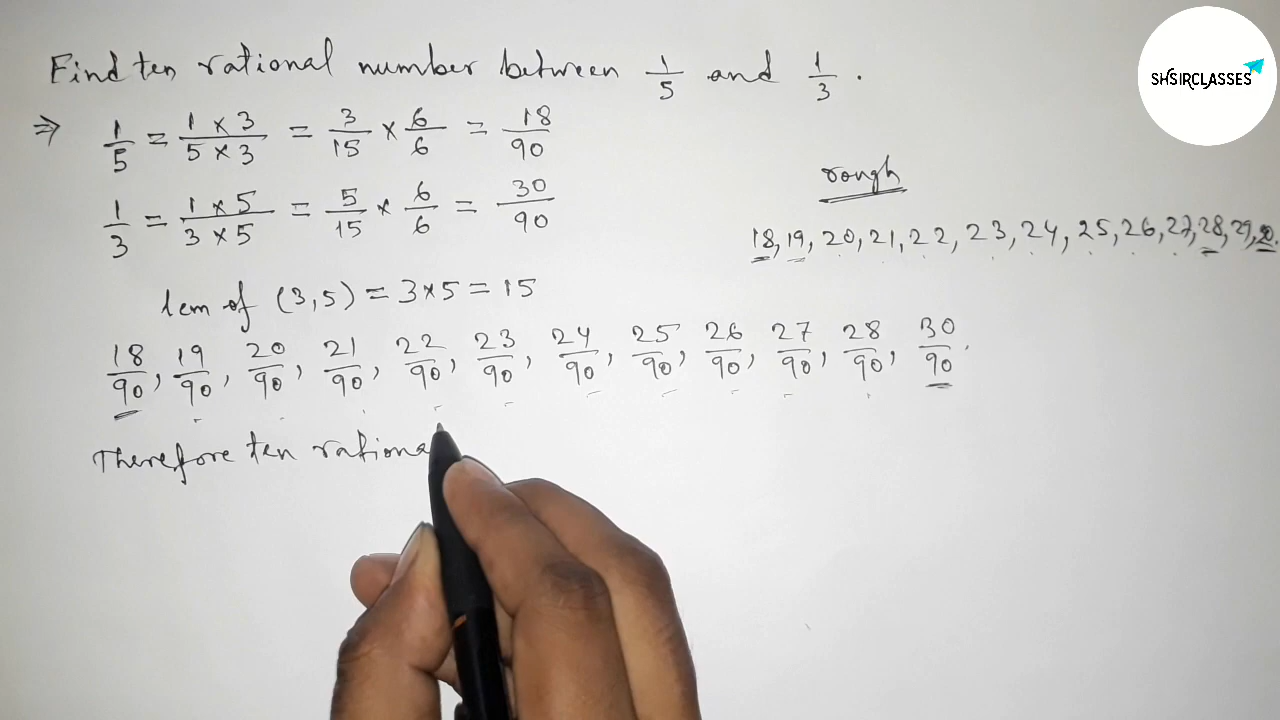 Find ten rational number between 1/5 and 1/3 .
SHSIRCLASSES
⇒ 1/5 = (1 × 3)/(5 × 3) = 3/15 × 6/6 = 18/90
1/3 = (1 × 5)/(3 × 5) = 5/15 × 6/6 = 30/90
rough
18, 19, 20, 21, 22, 23, 24, 25, 26, 27, 28, 29, 30.
lcm of (3,5) = 3×5 = 15
18/90, 19/90, 20/90, 21/90, 22/90, 23/90, 24/90, 25/90, 26/90, 27/90, 28/90, 30/90.
Therefore ten rationa